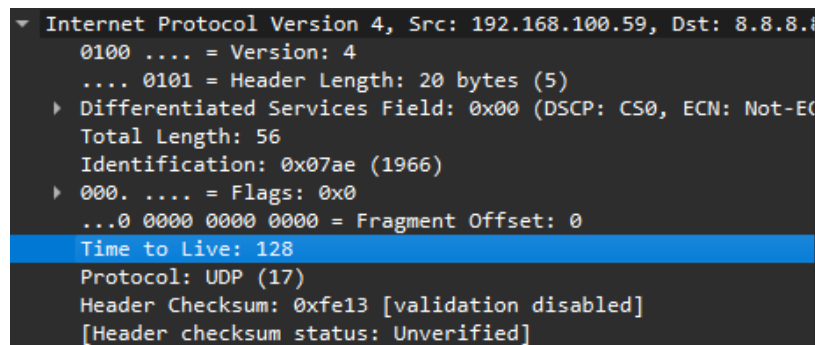 Internet Protocol Version 4, Src: 192.168.100.59, Dst: 8.8.8.8
0100 .... = Version: 4
.... 0101 = Header Length: 20 bytes (5)
Differentiated Services Field: 0x00 (DSCP: CS0, ECN: Not-EC
Total Length: 56
Identification: 0x07ae (1966)
000. .... = Flags: 0x0
...0 0000 0000 0000 = Fragment Offset: 0
Time to Live: 128
Protocol: UDP (17)
Header Checksum: 0xfe13 [validation disabled]
[Header checksum status: Unverified]